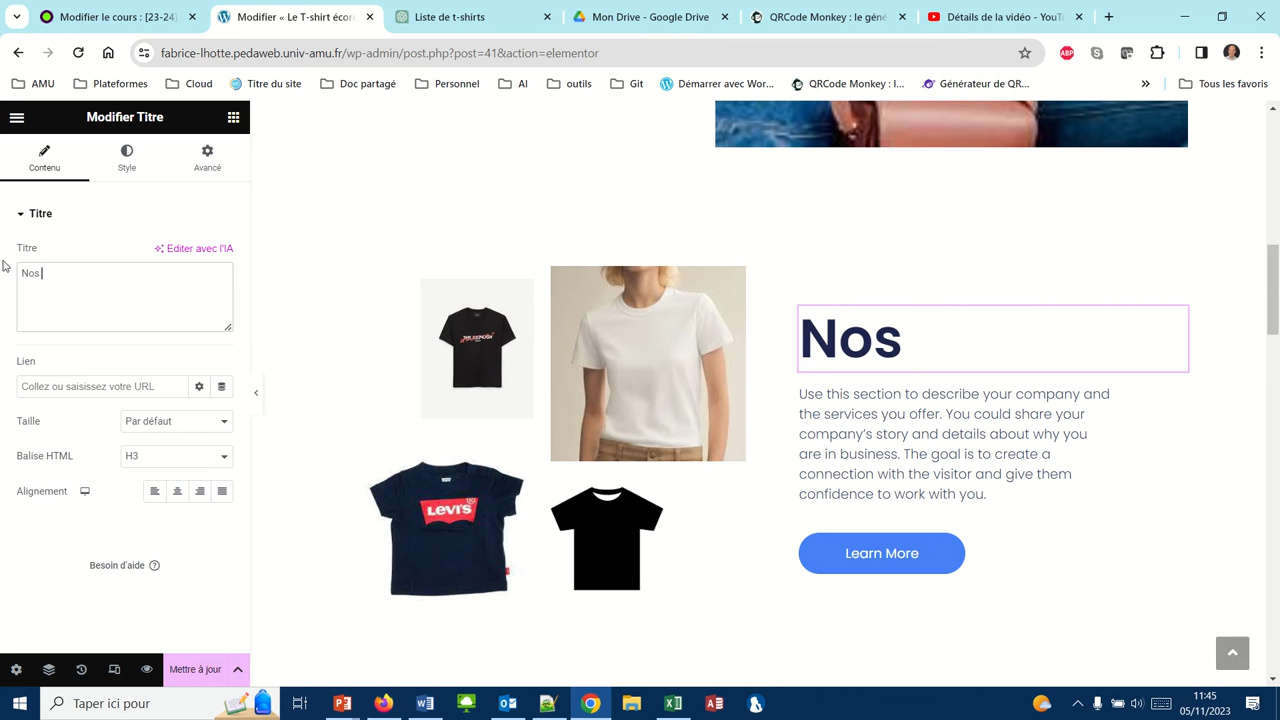 Modifier le cours : [23-24]
Modifier « Le T-shirt écor
Liste de t-shirts
Mon Drive - Google Drive
QRCode Monkey : le géné
Détails de la vidéo - YouTu
fabrice-lhotte.pedaweb.univ-amu.fr/wp-admin/post.php?post=41&action=elementor
ABP
AMU
Plateformes
Cloud
Titre du site
Doc partagé
Personnel
AI
outils
Git
Démarrer avec Wor...
QRCode Monkey: l...
Générateur de QR...
Tous les favoris
Modifier Titre
Contenu
Style
Avancé
Titre
Titre
Editer avec l'IA
Nos
Lien
Collez ou saisissez votre URL
Taille
Par défaut
Balise HTML
H3
Alignement
Besoin d'aide
Mettre à jour
Levi's
Nos
Use this section to describe your company and
the services you offer. You could share your
company's story and details about why you
are in business. The goal is to create a
connection with the visitor and give them
confidence to work with you.
Learn More
Taper ici pour
11:45
05/11/2023